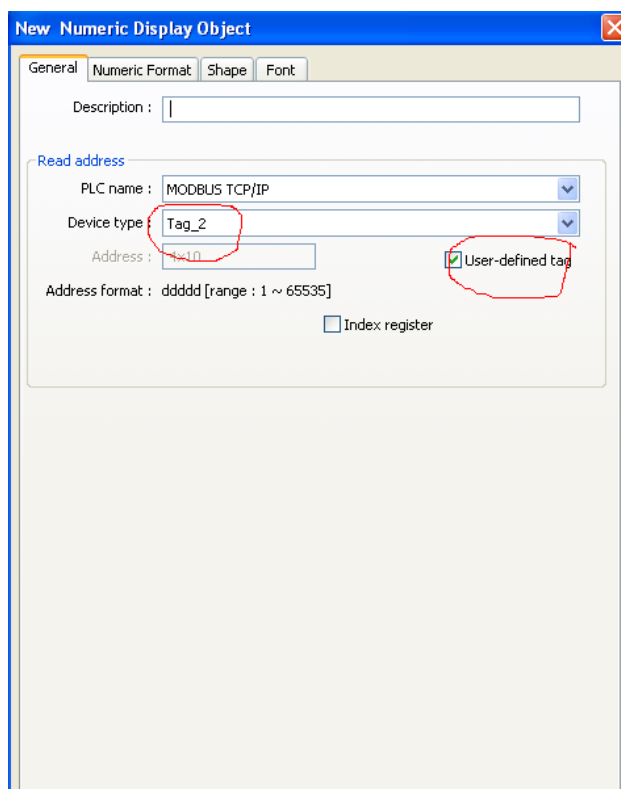 New Numeric Display Object
General Numeric Format Shape Font
Description :
Read address
PLC name : MODBUS TCP/IP
Device type : Tag_2
Address : 4x10 User-defined tag
Address format : ddddd [range : 1 ~ 65535]
Index register